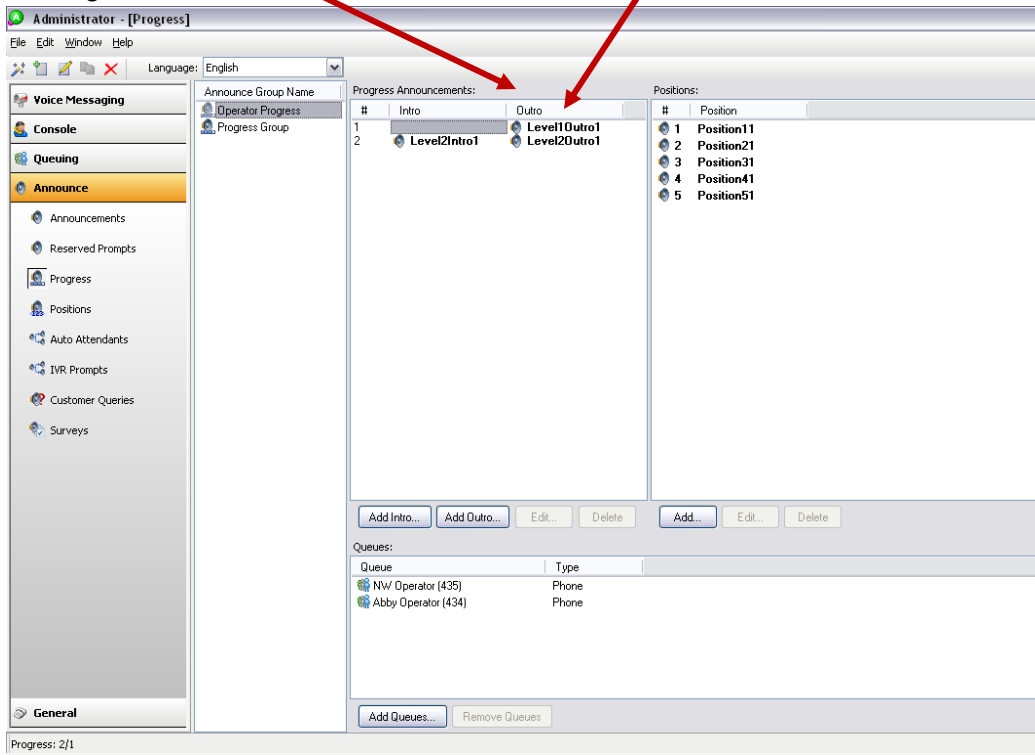 Administrator - [Progress]
File Edit Window Help
Language: English
Voice Messaging
Console
Queuing
Announce
Announcements
Reserved Prompts
Progress
Positions
Auto Attendants
IVR Prompts
Customer Queries
Surveys
General
Announce Group Name
Operator Progress
Progress Group
Progress Announcements:
# Intro Outro
1 Level1Outro1
2 Level2Intro1 Level2Outro1
Add Intro... Add Outro... Edit... Delete
Positions:
# Position
1 Position11
2 Position21
3 Position31
4 Position41
5 Position51
Add... Edit... Delete
Queues:
Queue Type
NW Operator (435) Phone
Abby Operator (434) Phone
Add Queues... Remove Queues
Progress: 2/1